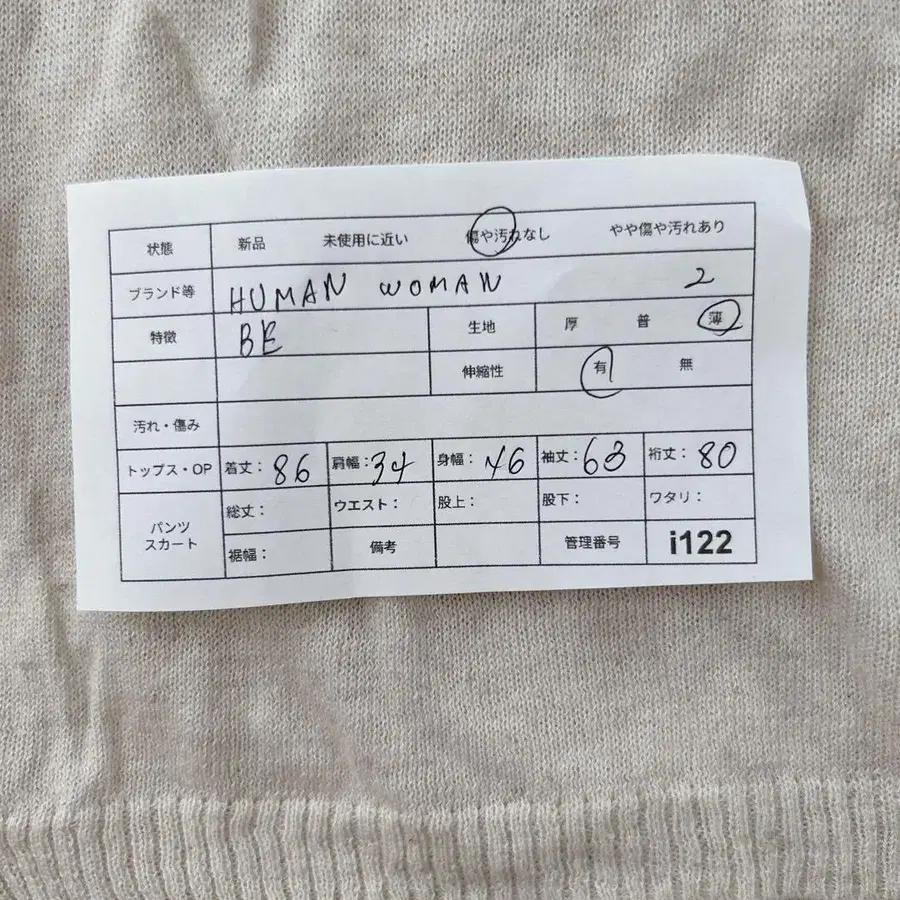 状態 新品 未使用に近い 傷や汚れなし やや傷や汚れあり
ブランド等 HUMAN WOMAN 2
特徴 BE 生地 厚 普 薄
伸縮性 有 無
汚れ・傷み
トップス・OP 着丈: 86 肩幅: 34 身幅: 46 袖丈: 63 裄丈: 80
パンツ スカート 総丈: ウエスト: 股上: 股下: ワタリ:
裾幅: 備考 管理番号 i122